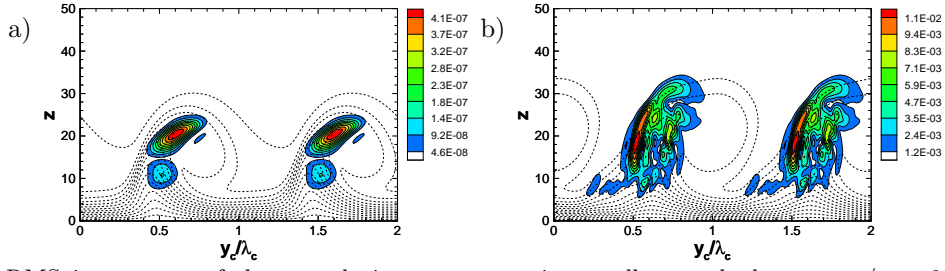 a)
z
50
40
30
20
10
0
0
0.5
1
1.5
2
y_c/λ_c
4.1E-07
3.7E-07
3.2E-07
2.8E-07
2.3E-07
1.8E-07
1.4E-07
9.2E-08
4.6E-08
b)
z
50
40
30
20
10
0
0
0.5
1
1.5
2
y_c/λ_c
1.1E-02
9.4E-03
8.3E-03
7.1E-03
5.9E-03
4.7E-03
3.5E-03
2.4E-03
1.2E-03